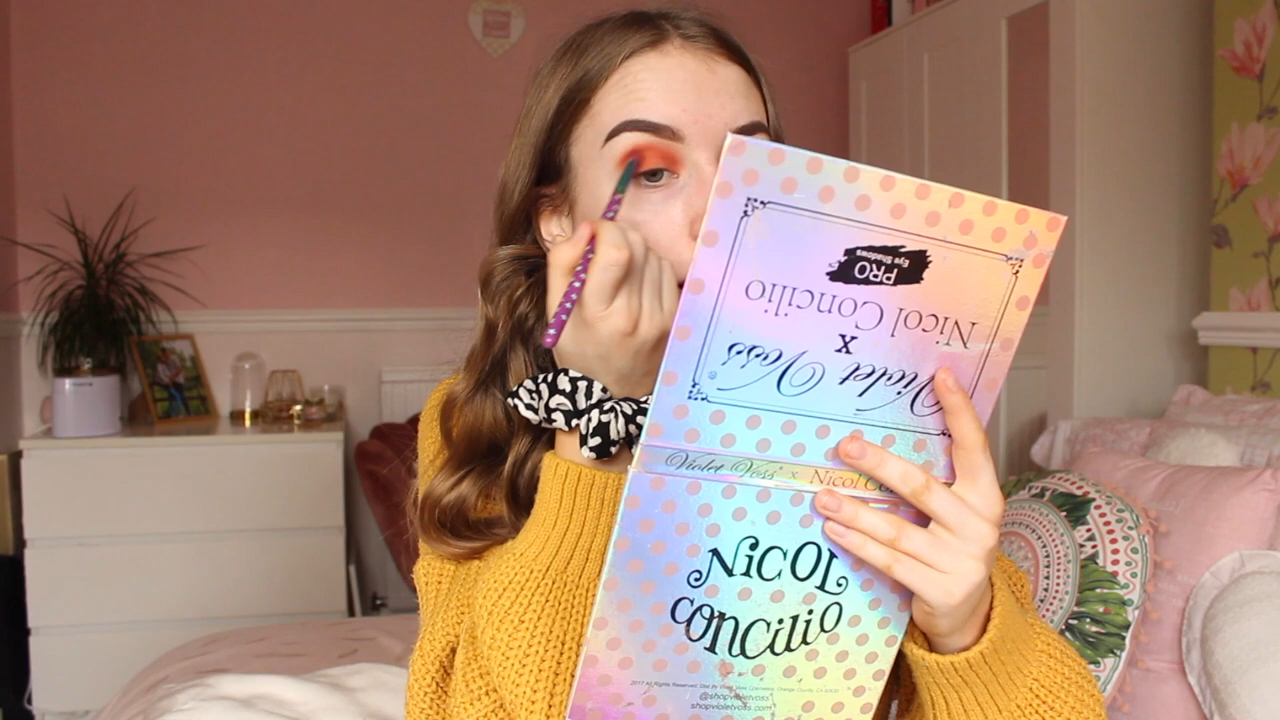 Violet Voss
x
Nicol Concilio
PRO
Eye Shadows
Violet Voss x Nicol Co
Nicol
Concilio
@shopvioletvoss
shopvioletvoss.com